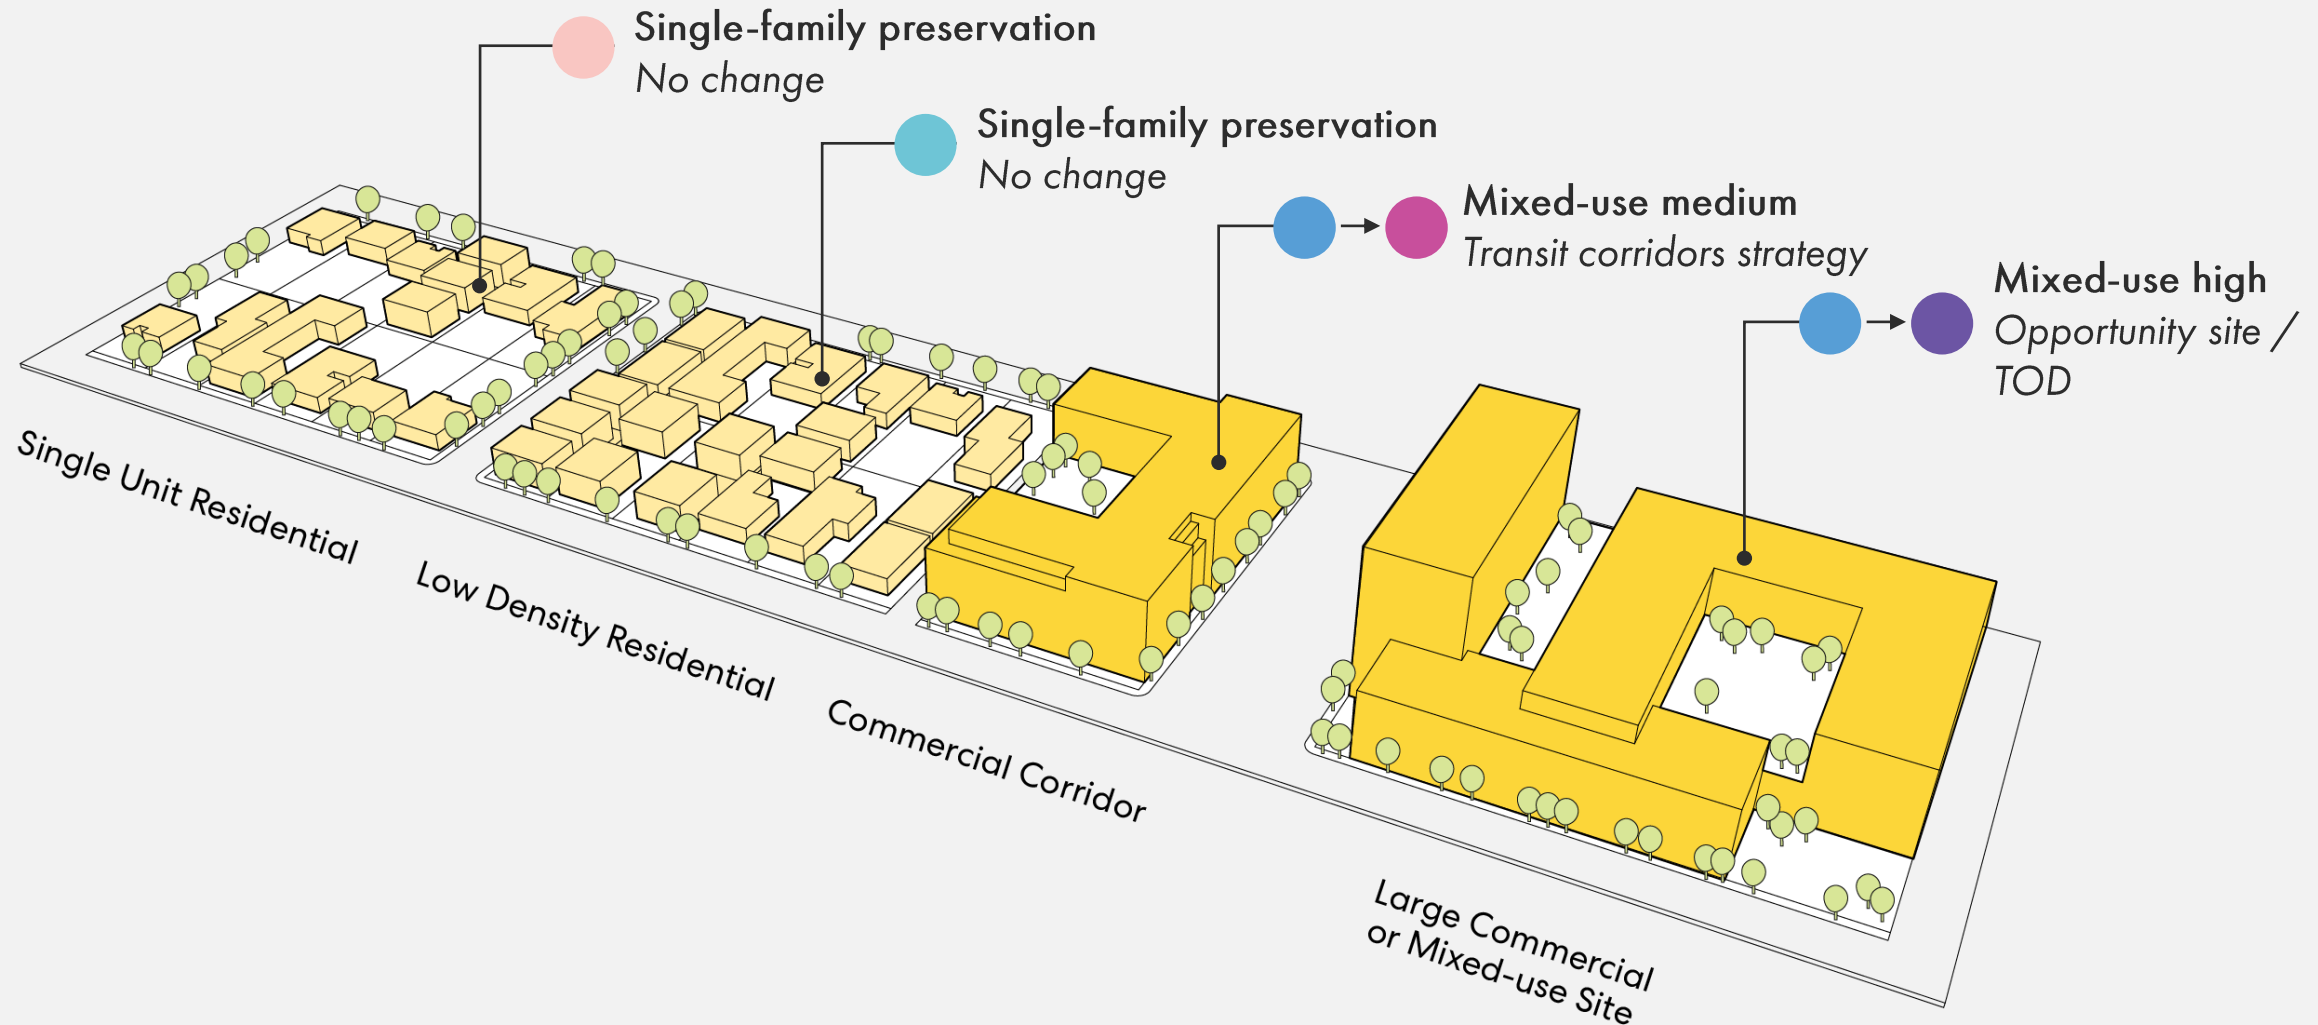 Single-family preservation
No change
Single-family preservation
No change
Mixed-use medium
Transit corridors strategy
Mixed-use high
Opportunity site /
TOD
Single Unit Residential
Low Density Residential
Commercial Corridor
Large Commercial
or Mixed-use Site